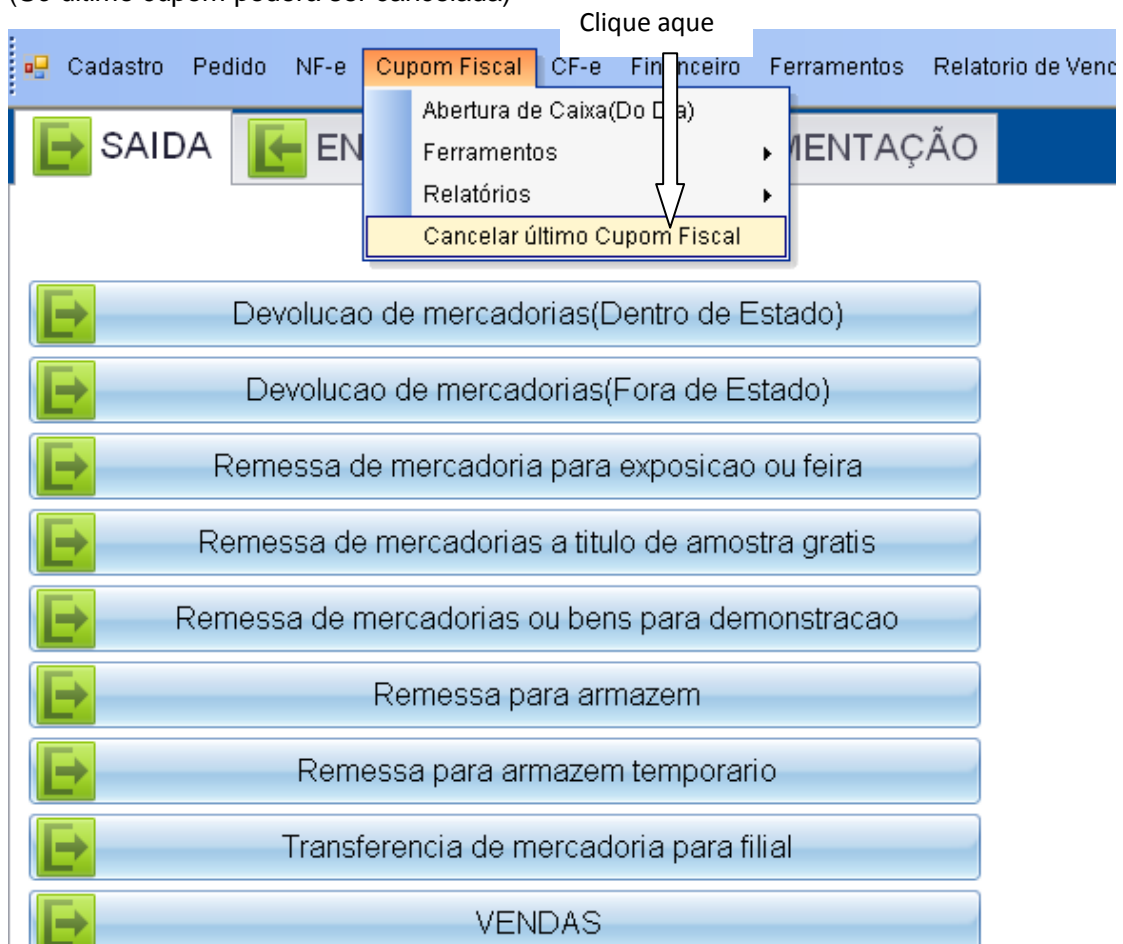 Clique aque
Cadastro Pedido NF-e Cupom Fiscal CF-e Financeiro Ferramentos Relatorio de Venc
Abertura de Caixa(Do Dia)
SAIDA EN MENTAÇÃO
Ferramentos
Relatórios
Cancelar último Cupom Fiscal
Devolucao de mercadorias(Dentro de Estado)
Devolucao de mercadorias(Fora de Estado)
Remessa de mercadoria para exposicao ou feira
Remessa de mercadorias a titulo de amostra gratis
Remessa de mercadorias ou bens para demonstracao
Remessa para armazem
Remessa para armazem temporario
Transferencia de mercadoria para filial
VENDAS